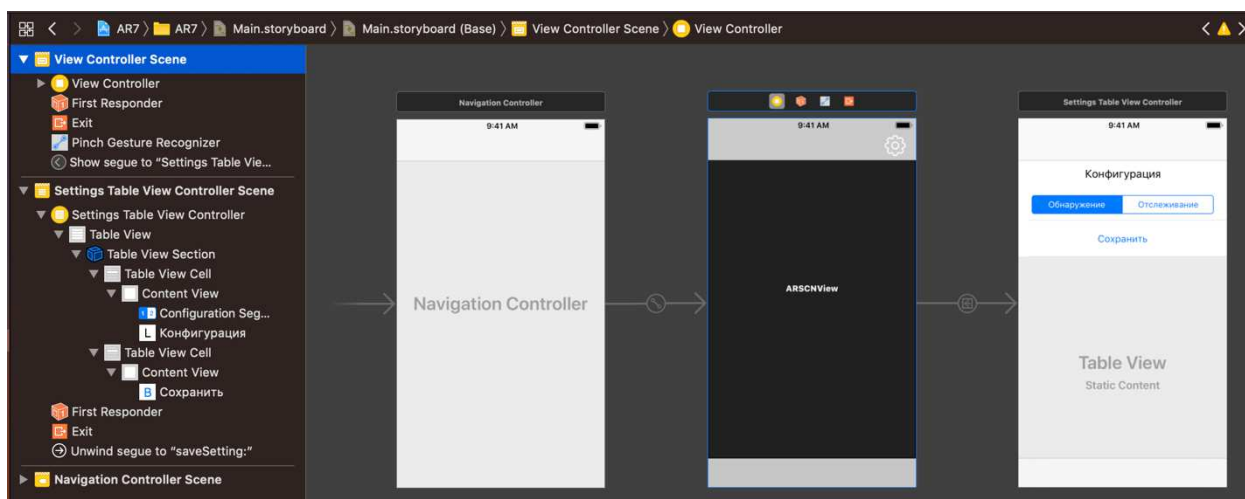 AR7 〉 AR7 〉 Main.storyboard 〉 Main.storyboard (Base) 〉 View Controller Scene 〉 View Controller
View Controller Scene
View Controller
First Responder
Exit
Pinch Gesture Recognizer
Show segue to “Settings Table Vie...
Settings Table View Controller Scene
Settings Table View Controller
Table View
Table View Section
Table View Cell
Content View
1 2 Configuration Seg...
L Конфигурация
Table View Cell
Content View
B Сохранить
First Responder
Exit
Unwind segue to “saveSetting:”
Navigation Controller Scene
Navigation Controller
9:41 AM
Navigation Controller
9:41 AM
ARSCNView
Settings Table View Controller
9:41 AM
Конфигурация
Обнаружение Отслеживание
Сохранить
Table View
Static Content